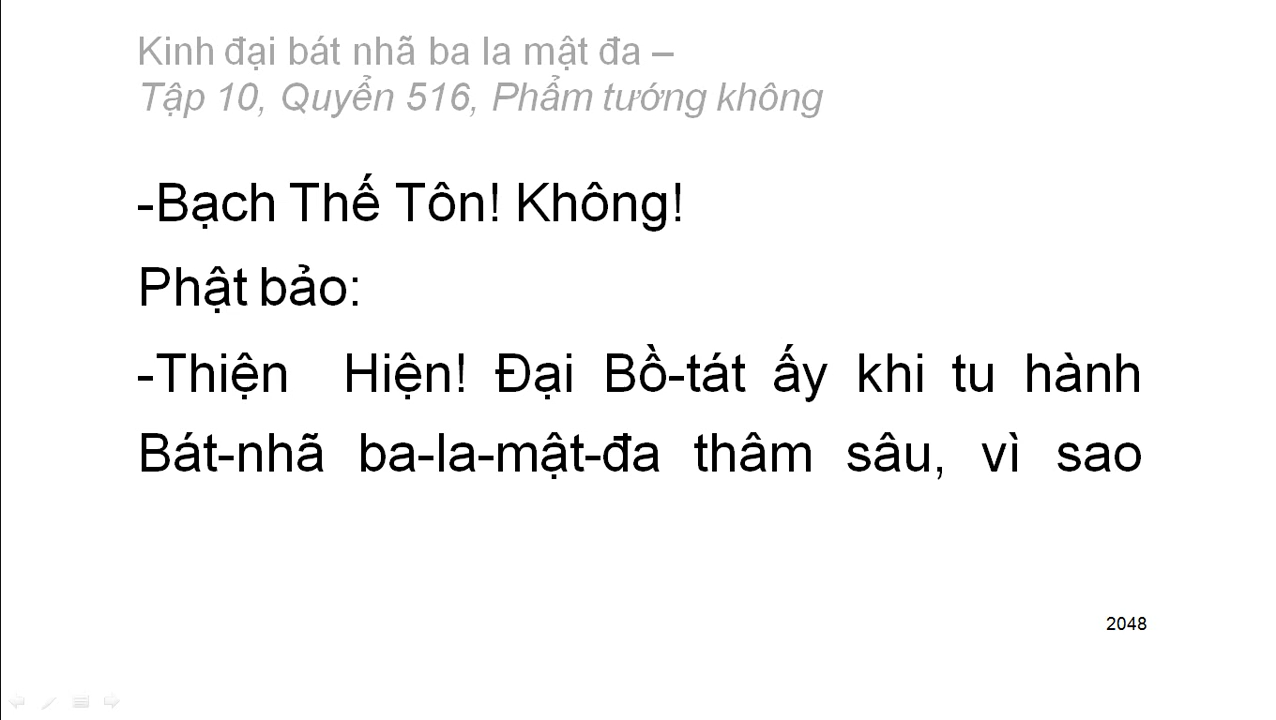 Kinh đại bát nhã ba la mật đa –
Tập 10, Quyển 516, Phẩm tướng không
-Bạch Thế Tôn! Không!
Phật bảo:
-Thiện Hiện! Đại Bồ-tát ấy khi tu hành
Bát-nhã ba-la-mật-đa thâm sâu, vì sao
2048